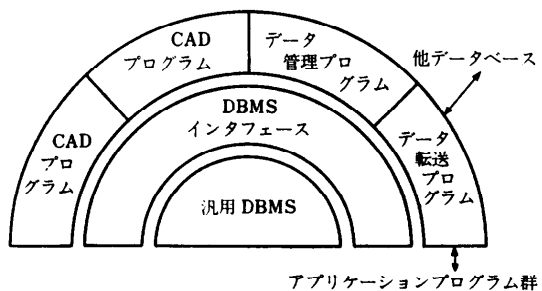 CAD
プログラム
データ
管理プロ
グラム
他データベース
CAD
プロ
グラム
DBMS
インタフェース
データ
転送
プロ
グラム
汎用 DBMS
アプリケーションプログラム群